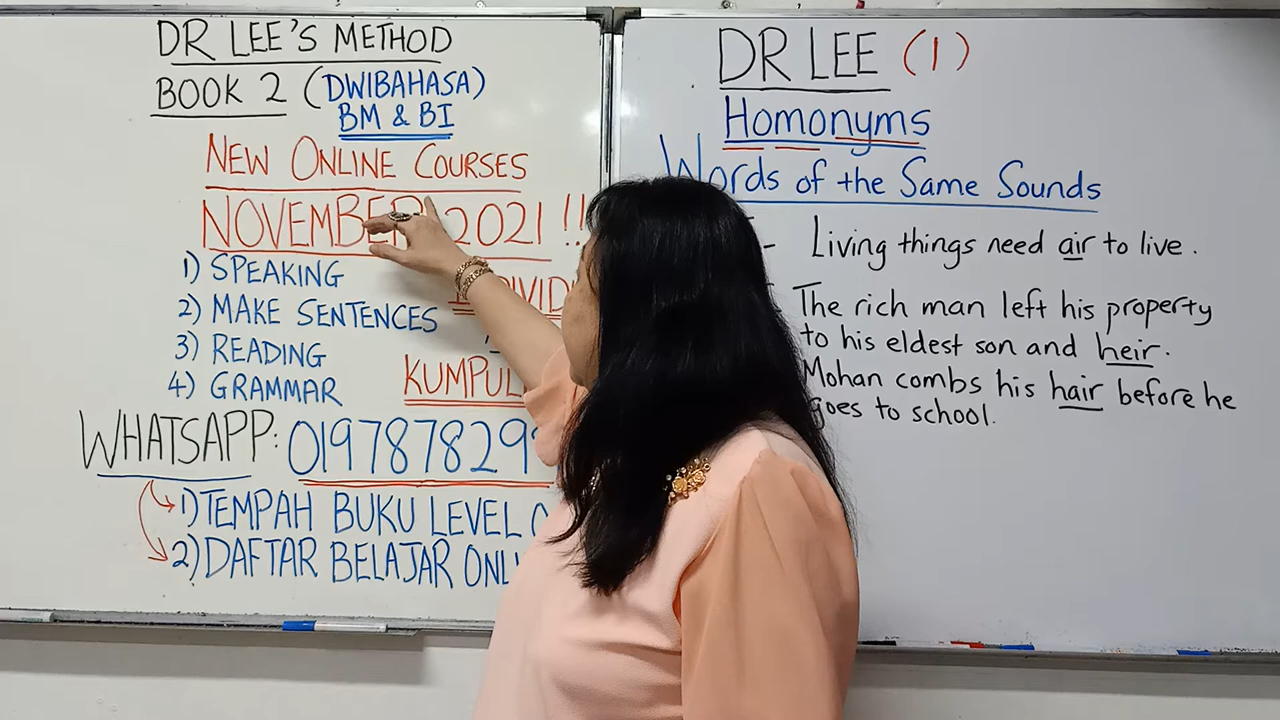 DR LEE'S METHOD
BOOK 2 (DWIBAHASA)
BM & BI
NEW ONLINE COURSES
NOVEMBER 2021 !!
1) SPEAKING
2) MAKE SENTENCES
3) READING
4) GRAMMAR
WHATSAPP: 019787829
1) TEMPAH BUKU LEVEL
2) DAFTAR BELAJAR
DR LEE (1)
Homonyms
Words of the Same Sounds
- Living things need air to live.
The rich man left his property
to his eldest son and heir.
Mohan combs his hair before he
goes to school.